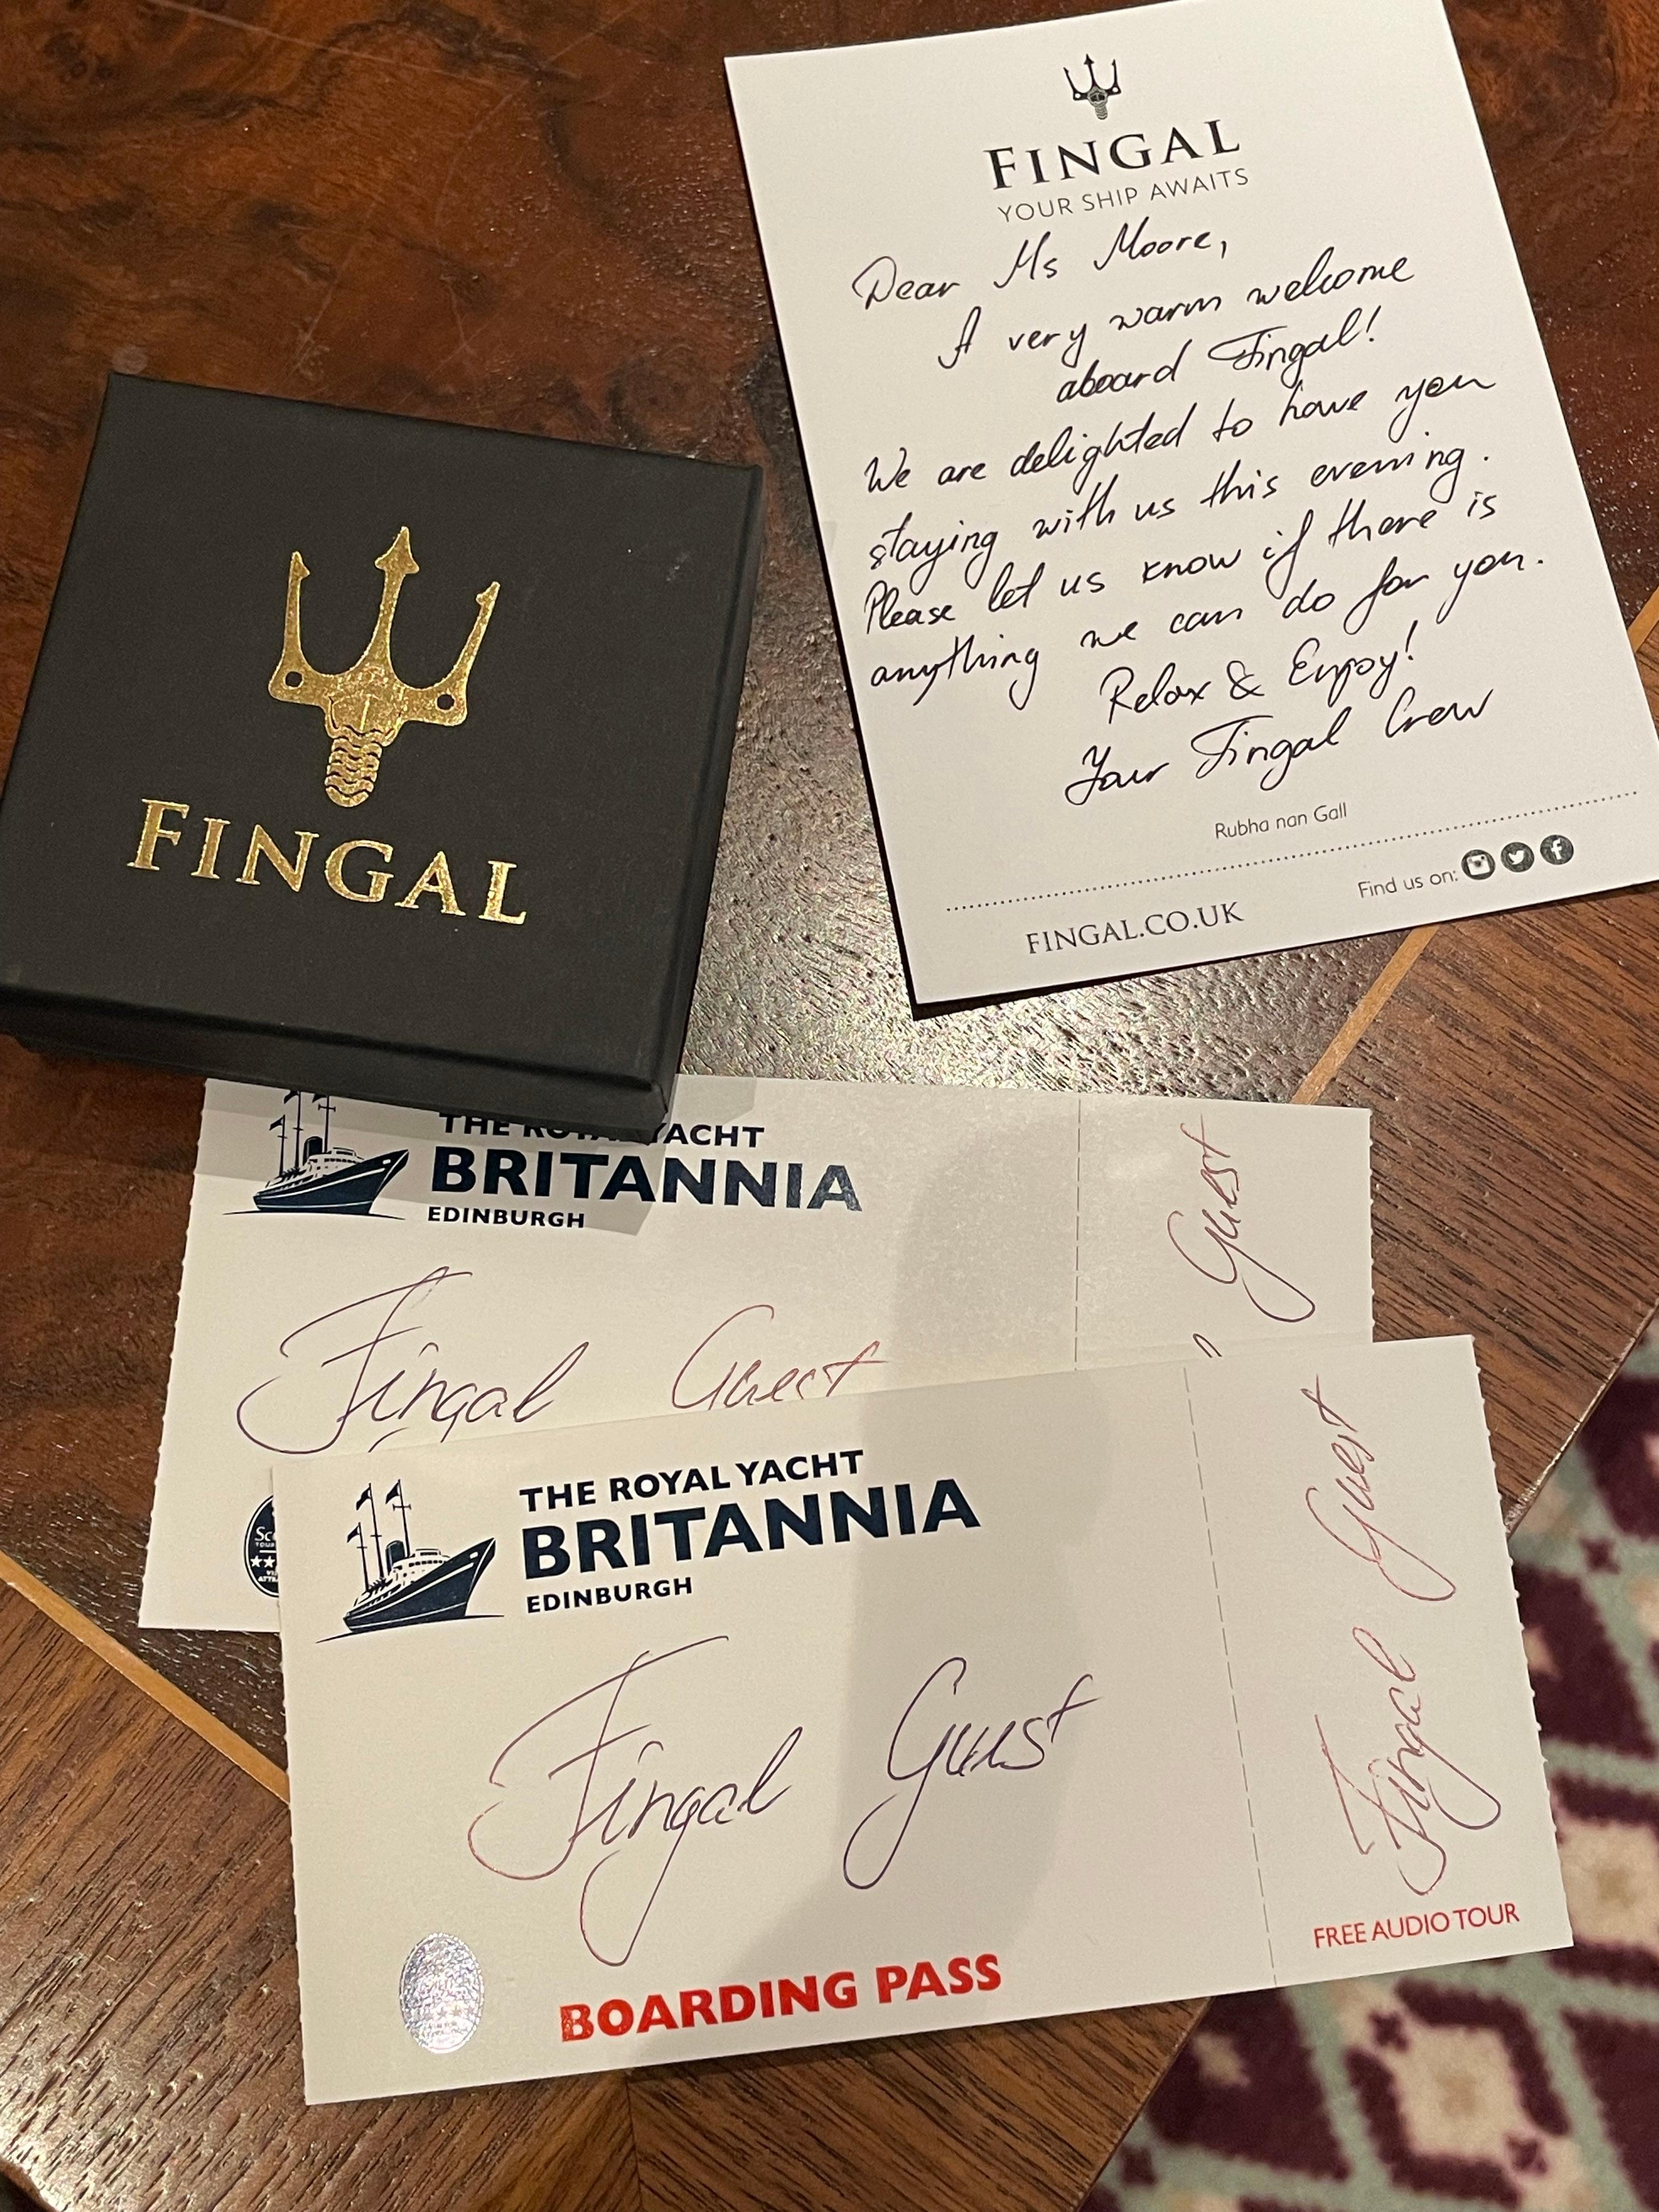 FINGAL
YOUR SHIP AWAITS
Dear Ms Moore,
A very warm welcome
aboard Fingal!
We are delighted to have you
staying with us this evening.
Please let us know if there is
anything we can do for you.
Relax & Enjoy!
Your Fingal Crew
Rubha nan Gall
Find us on:
FINGAL.CO.UK
FINGAL
THE ROYAL YACHT
BRITANNIA
EDINBURGH
Fingal Guest
Guest
THE ROYAL YACHT
BRITANNIA
EDINBURGH
Fingal Guest
BOARDING PASS
Fingal Guest
FREE AUDIO TOUR